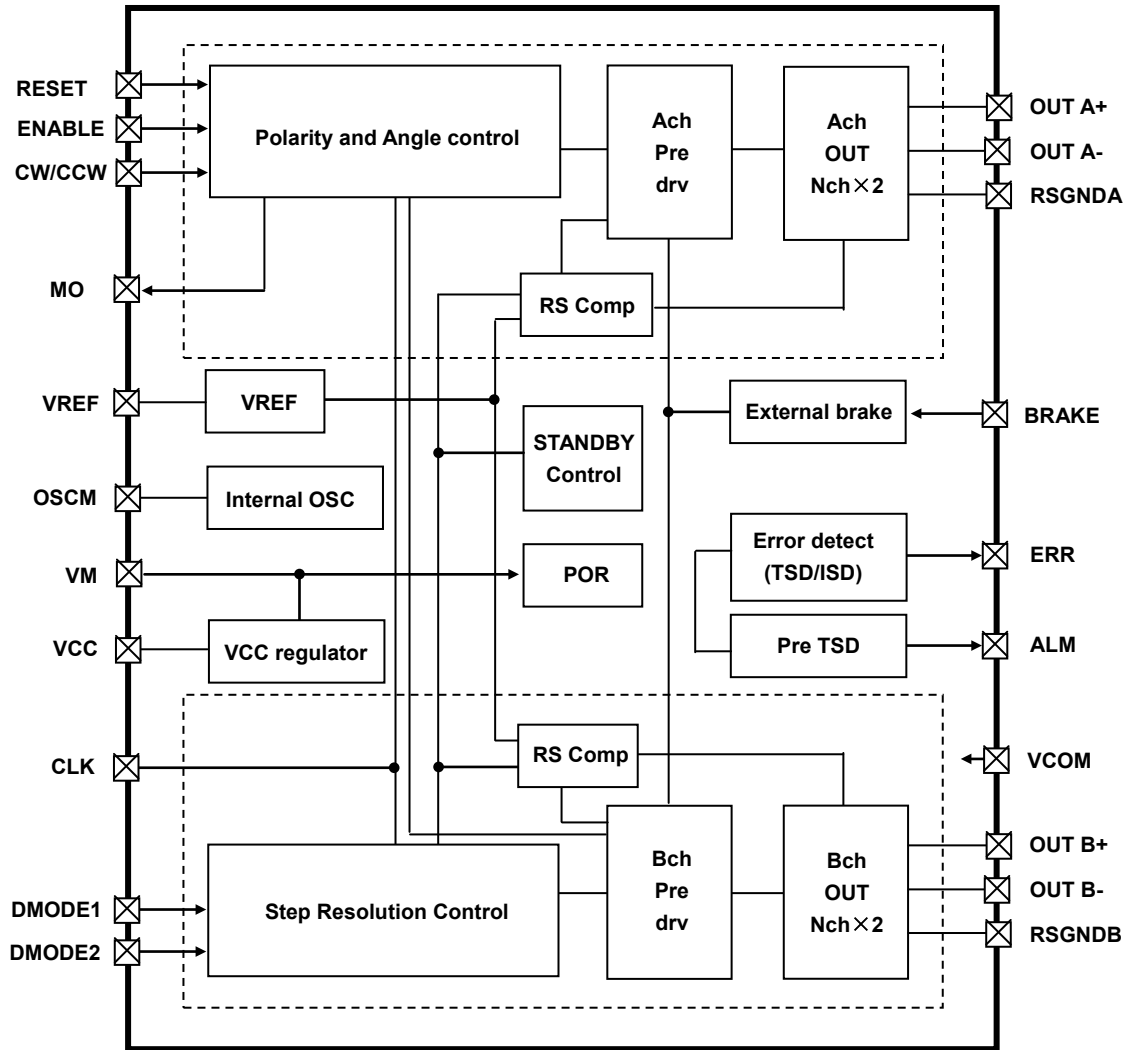 RESET
ENABLE
CW/CCW
MO
VREF
OSCM
VM
VCC
CLK
DMODE1
DMODE2
Polarity and Angle control
Ach
Pre
drv
Ach
OUT
Nch×2
RS Comp
VREF
STANDBY
Control
External brake
Internal OSC
POR
Error detect
(TSD/ISD)
VCC regulator
Pre TSD
RS Comp
Step Resolution Control
Bch
Pre
drv
Bch
OUT
Nch×2
OUT A+
OUT A-
RSGNDA
BRAKE
ERR
ALM
VCOM
OUT B+
OUT B-
RSGNDB